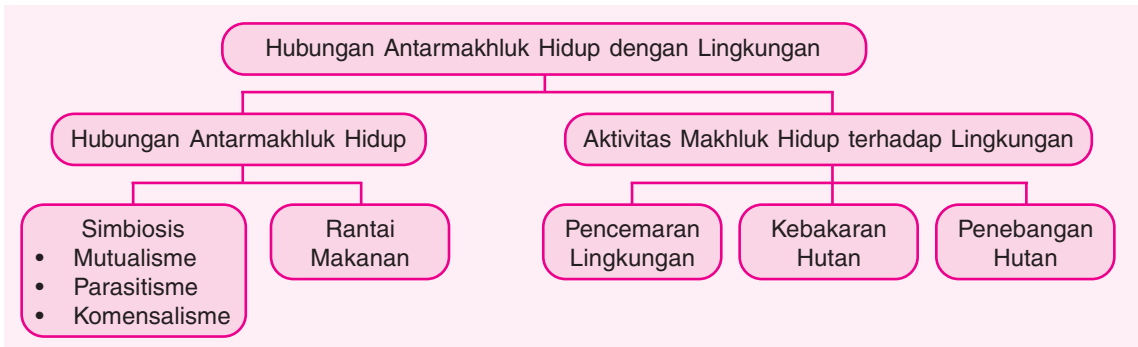 Hubungan Antarmakhluk Hidup dengan Lingkungan
Hubungan Antarmakhluk Hidup
Aktivitas Makhluk Hidup terhadap Lingkungan
Simbiosis
• Mutualisme
• Parasitisme
• Komensalisme
Rantai
Makanan
Pencemaran
Lingkungan
Kebakaran
Hutan
Penebangan
Hutan